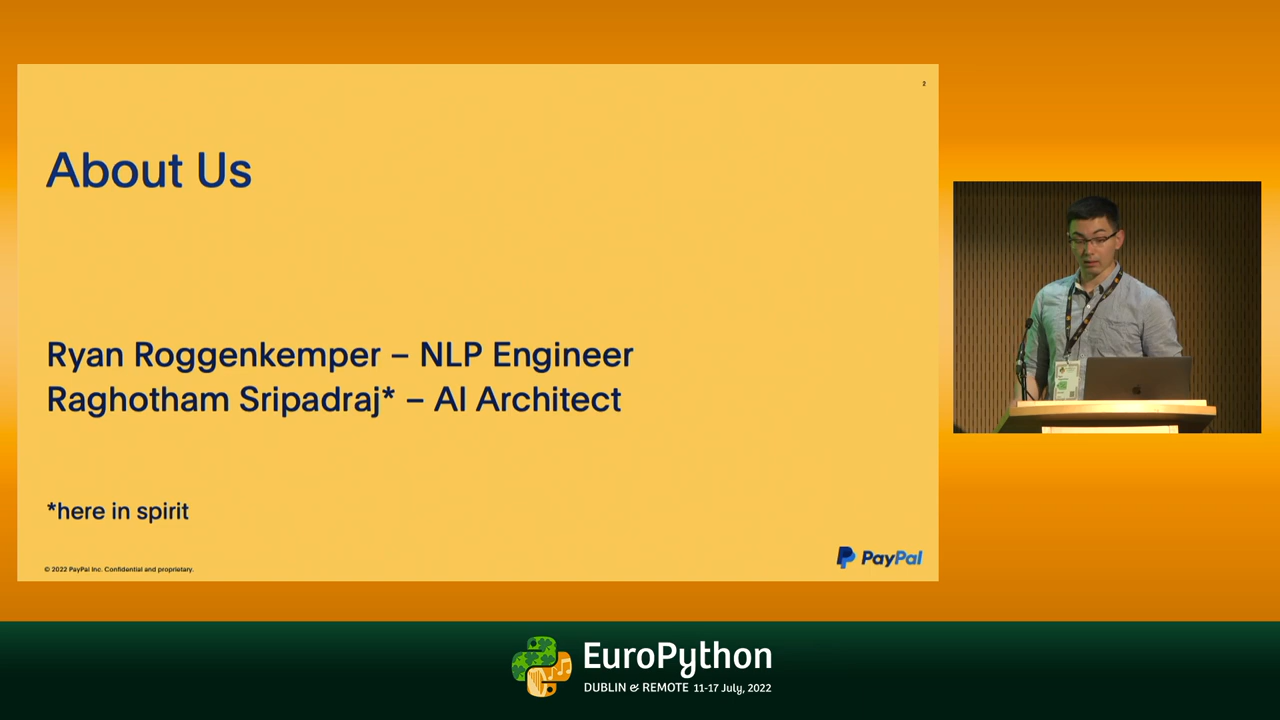 2
About Us
Ryan Roggenkemper – NLP Engineer
Raghotham Sripadraj* – AI Architect
*here in spirit
© 2022 PayPal Inc. Confidential and proprietary.
PayPal
EuroPython
DUBLIN & REMOTE 11-17 July, 2022